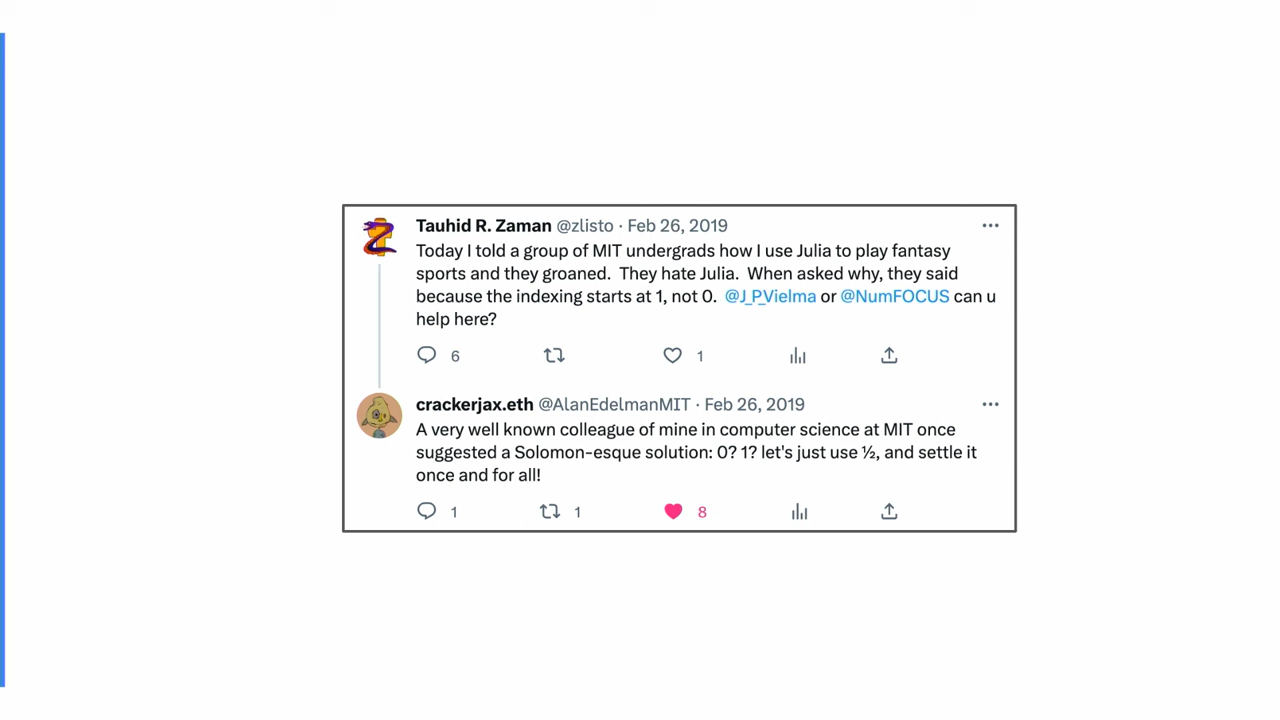 Tauhid R. Zaman @zlisto · Feb 26, 2019
Today I told a group of MIT undergrads how I use Julia to play fantasy
sports and they groaned.  They hate Julia.  When asked why, they said
because the indexing starts at 1, not 0.  @J_P_Vielma or @NumFOCUS can u
help here?
6 1
crackerjax.eth @AlanEdelmanMIT · Feb 26, 2019
A very well known colleague of mine in computer science at MIT once
suggested a Solomon-esque solution: 0? 1? let's just use ½, and settle it
once and for all!
1 1 8